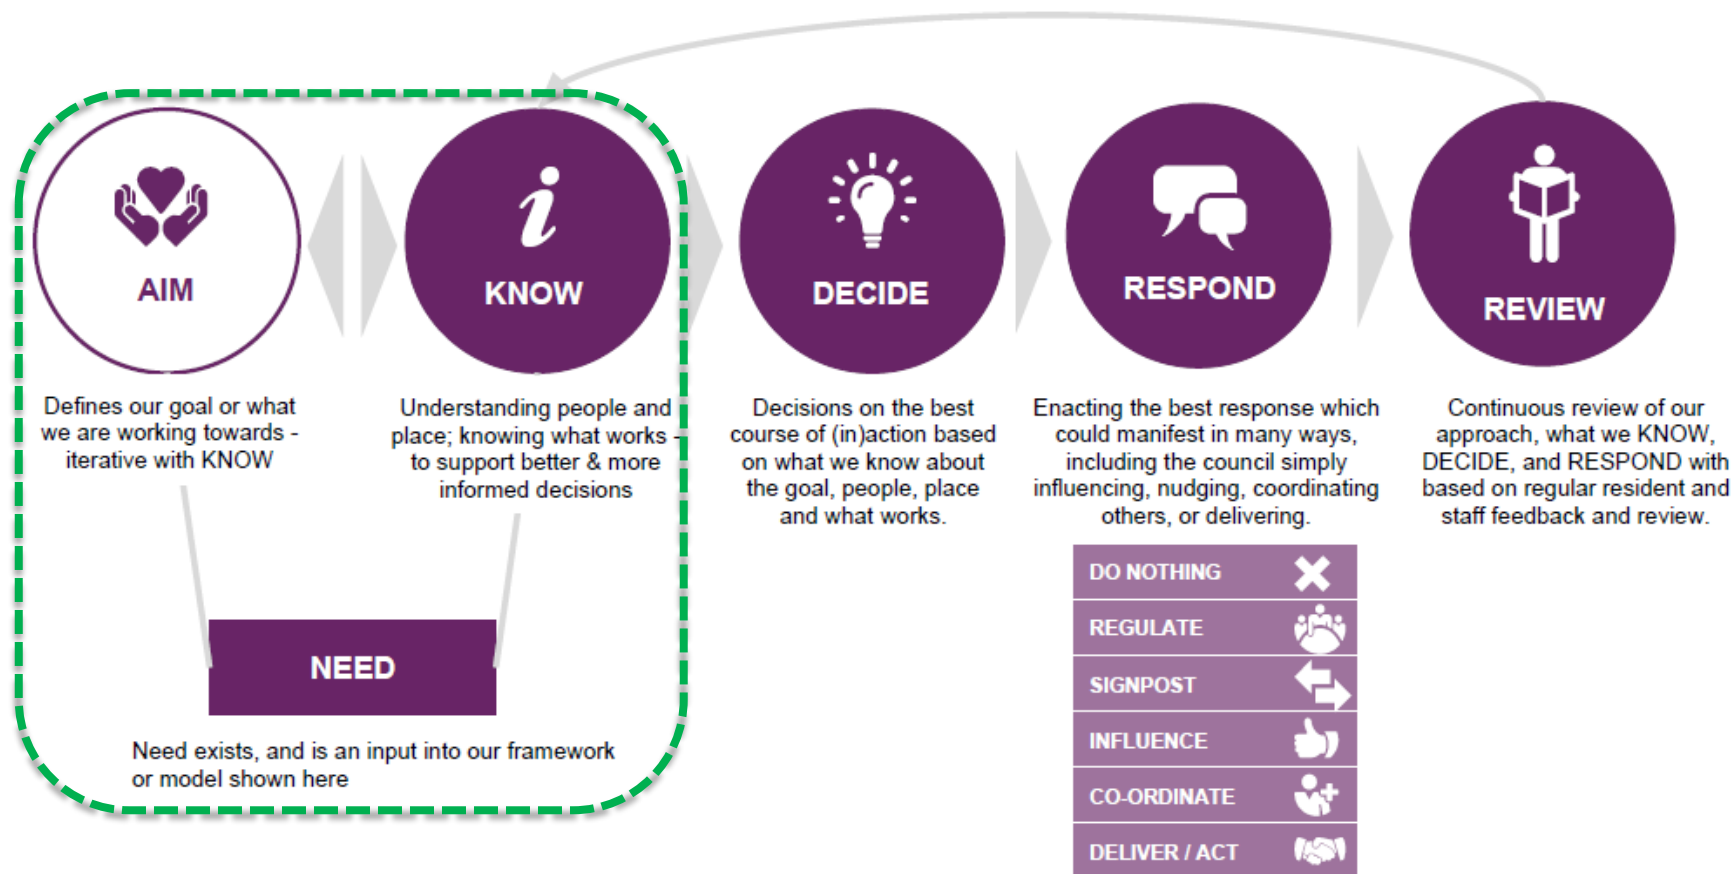 AIM
Defines our goal or what
we are working towards -
iterative with KNOW
KNOW
Understanding people and
place; knowing what works -
to support better & more
informed decisions
NEED
Need exists, and is an input into our framework
or model shown here
DECIDE
Decisions on the best
course of (in)action based
on what we know about
the goal, people, place
and what works.
RESPOND
Enacting the best response which
could manifest in many ways,
including the council simply
influencing, nudging, coordinating
others, or delivering.
DO NOTHING
REGULATE
SIGNPOST
INFLUENCE
CO-ORDINATE
DELIVER / ACT
REVIEW
Continuous review of our
approach, what we KNOW,
DECIDE, and RESPOND with
based on regular resident and
staff feedback and review.